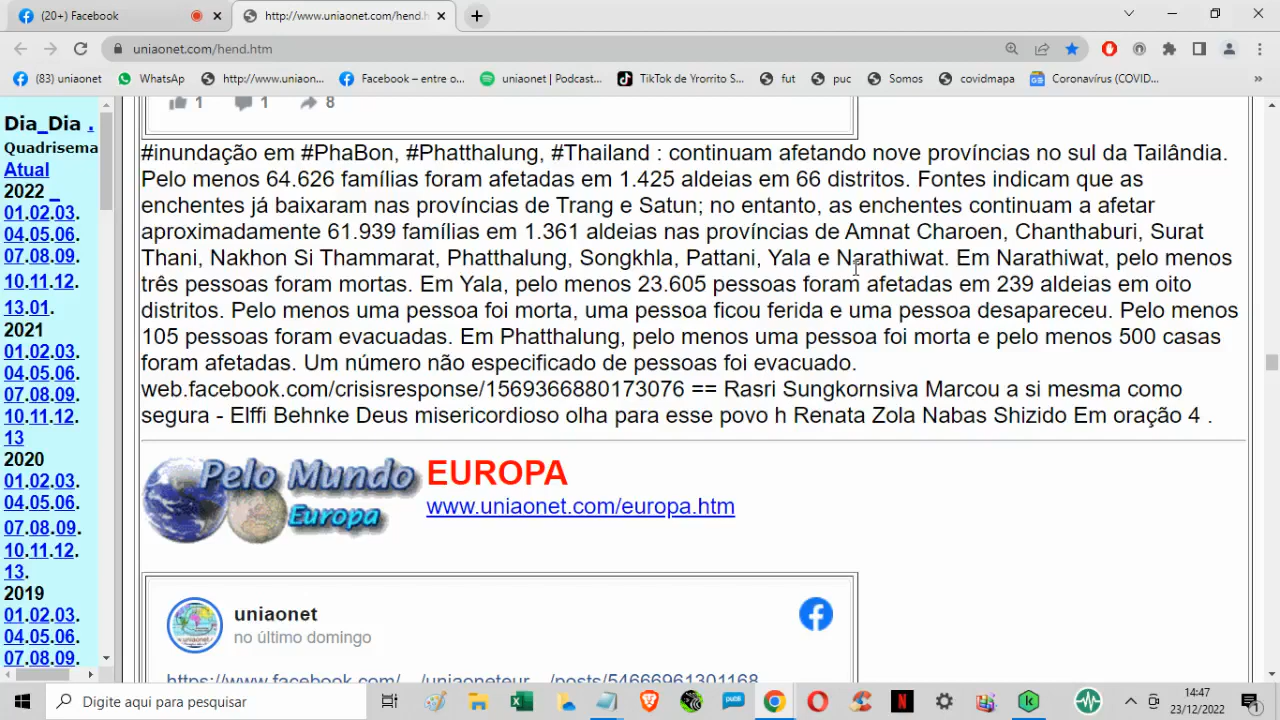 (20+) Facebook
http://www.uniaonet.com/hend.h
uniaonet.com/hend.htm
(83) uniaonet
WhatsApp
http://www.uniaon...
Facebook – entre o...
uniaonet | Podcast...
TikTok de Yrorrito S...
fut
puc
Somos
covidmapa
Coronavírus (COVID...
»
Dia_Dia .
Quadrisema
Atual
2022 _
01.02.03.
04.05.06.
07.08.09.
10.11.12.
13.01.
2021
01.02.03.
04.05.06.
07.08.09.
10.11.12.
13
2020
01.02.03.
04.05.06.
07.08.09.
10.11.12.
13.
2019
01.02.03.
04.05.06.
07.08.09.
1 1 8
#inundação em #PhaBon, #Phatthalung, #Thailand : continuam afetando nove províncias no sul da Tailândia.
Pelo menos 64.626 famílias foram afetadas em 1.425 aldeias em 66 distritos. Fontes indicam que as
enchentes já baixaram nas províncias de Trang e Satun; no entanto, as enchentes continuam a afetar
aproximadamente 61.939 famílias em 1.361 aldeias nas províncias de Amnat Charoen, Chanthaburi, Surat
Thani, Nakhon Si Thammarat, Phatthalung, Songkhla, Pattani, Yala e Narathiwat. Em Narathiwat, pelo menos
três pessoas foram mortas. Em Yala, pelo menos 23.605 pessoas foram afetadas em 239 aldeias em oito
distritos. Pelo menos uma pessoa foi morta, uma pessoa ficou ferida e uma pessoa desapareceu. Pelo menos
105 pessoas foram evacuadas. Em Phatthalung, pelo menos uma pessoa foi morta e pelo menos 500 casas
foram afetadas. Um número não especificado de pessoas foi evacuado.
web.facebook.com/crisisresponse/1569366880173076 == Rasri Sungkornsiva Marcou a si mesma como
segura - Elffi Behnke Deus misericordioso olha para esse povo h Renata Zola Nabas Shizido Em oração 4 .
Pelo Mundo
Europa
EUROPA
www.uniaonet.com/europa.htm
uniaonet
no último domingo
https://www.facebook.com/.../uniaoneteur.../posts/546669613011168
Digite aqui para pesquisar
14:47
23/12/2022